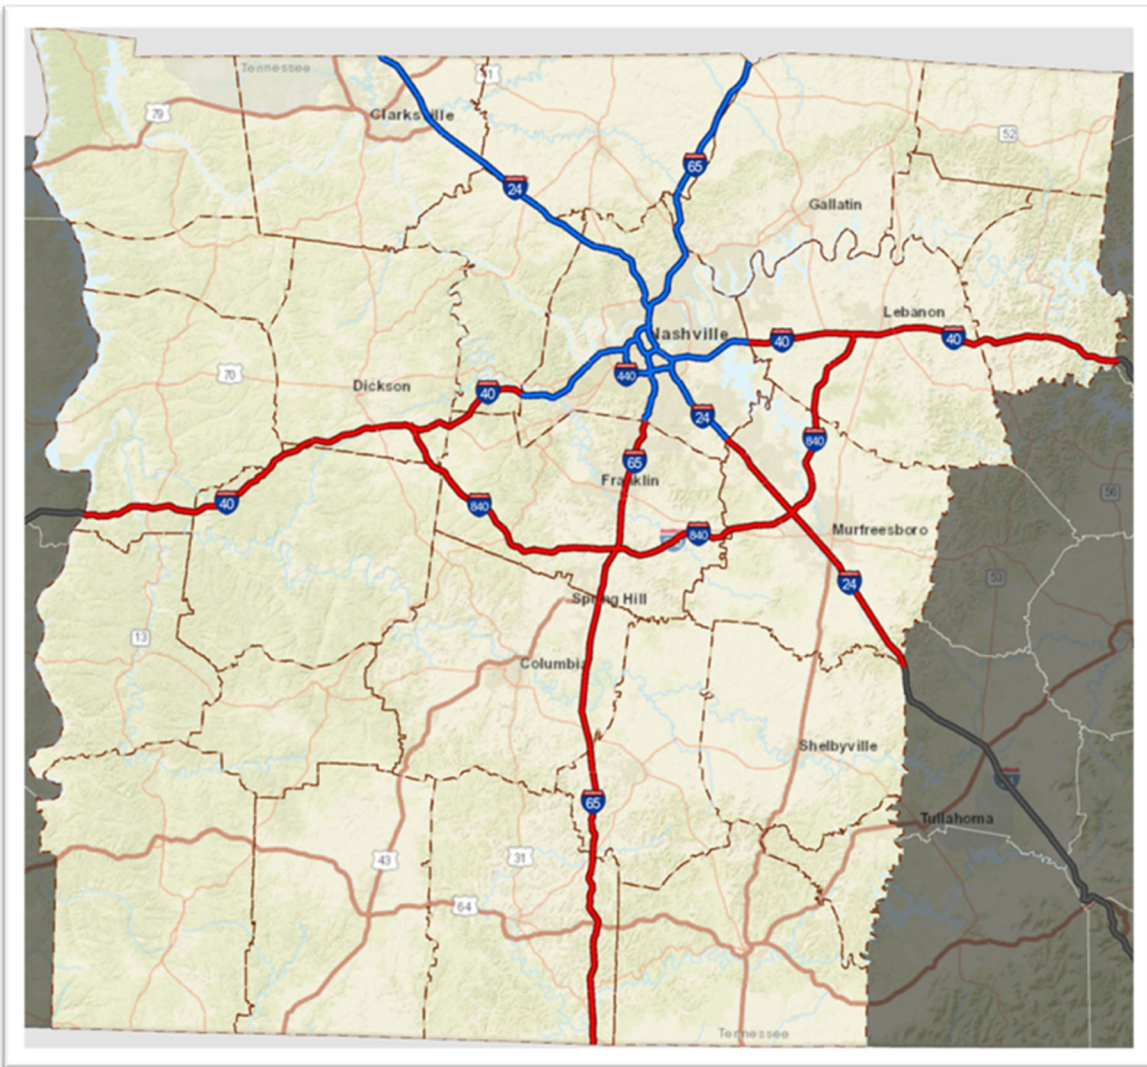 Tennessee
31
79
Clarksville
52
65
24
Gallatin
Lebanon
Nashville
40
40
70
440
Dickson
40
24
840
65
Franklin
56
40
840
Murfreesboro
840
53
24
Spring Hill
13
Columbia
Shelbyville
65
Tullahoma
43
31
64
Tennessee